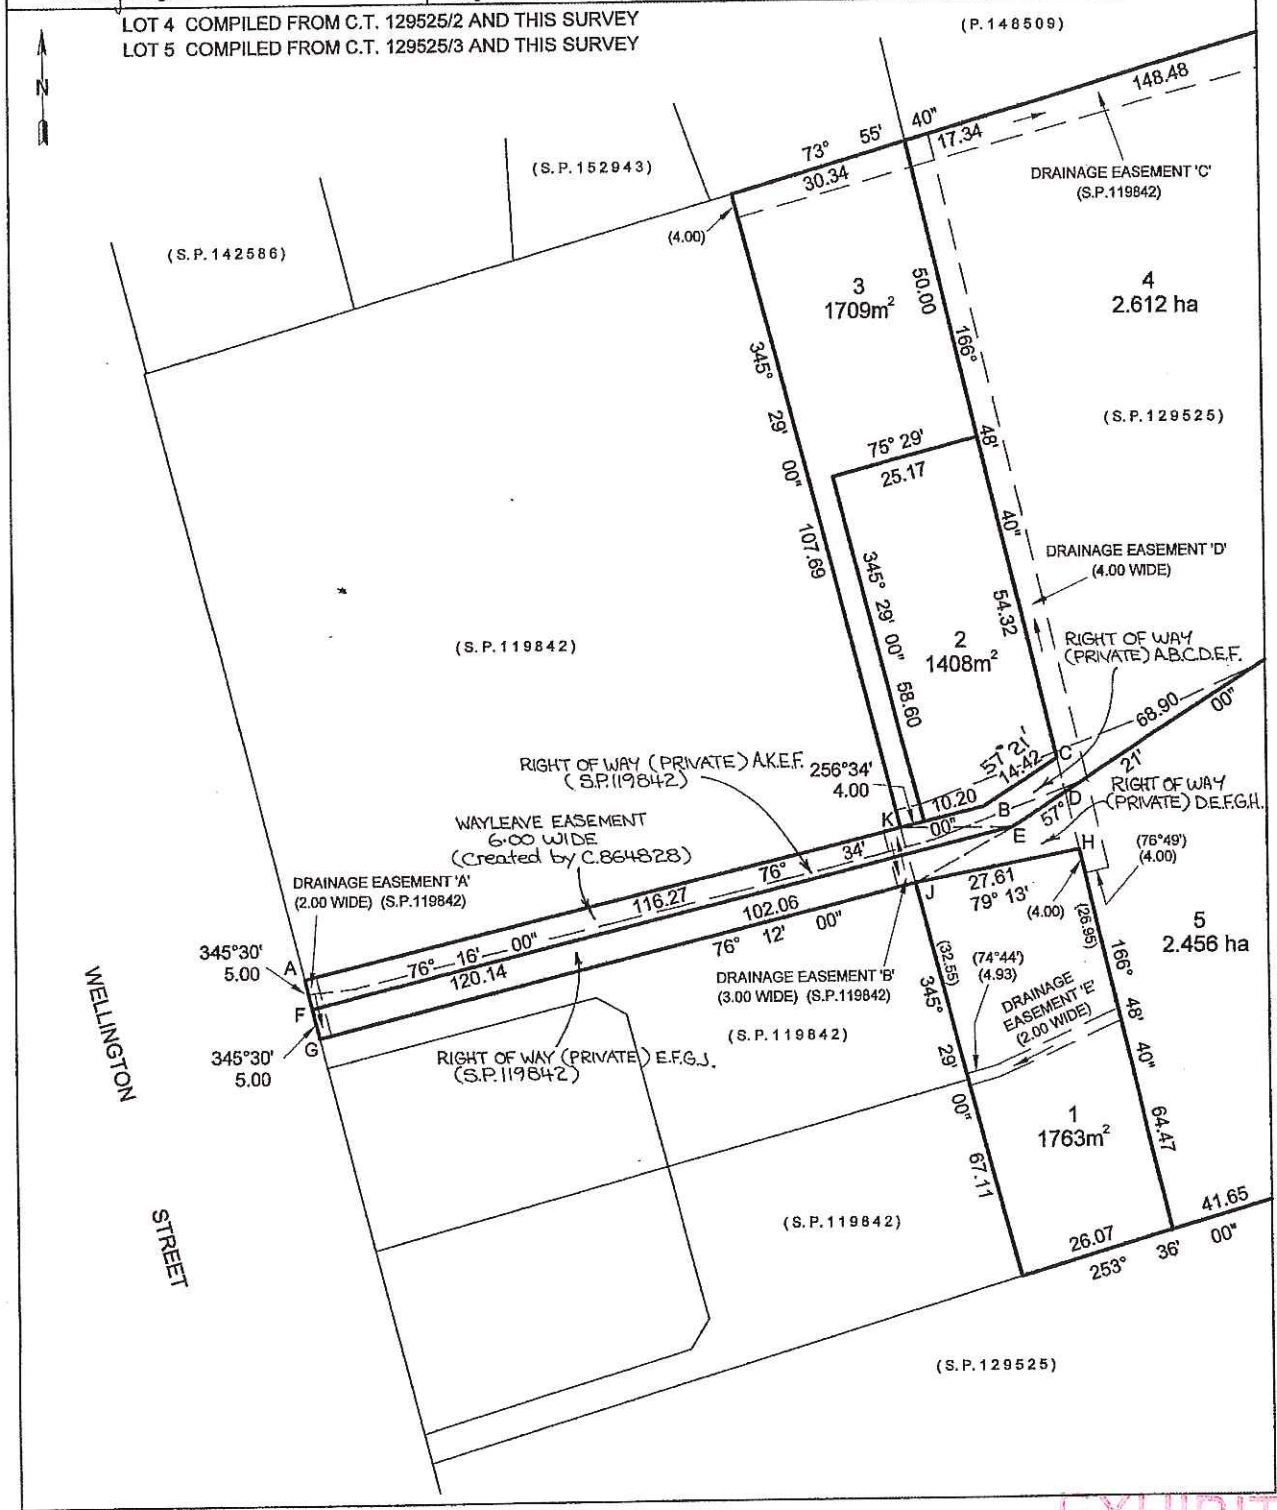 LOT 4 COMPILED FROM C.T. 129525/2 AND THIS SURVEY
LOT 5 COMPILED FROM C.T. 129525/3 AND THIS SURVEY
(P.148509)
N
148.48
40"
17.34
73° 55'
30.34
(S.P.152943)
DRAINAGE EASEMENT 'C'
(S.P.119842)
(4.00)
(S.P.142586)
3
1709m²
50.00
4
2.612 ha
166°
345°
29'
00"
107.69
(S.P.129525)
75° 29'
25.17
48'
40"
DRAINAGE EASEMENT 'D'
(4.00 WIDE)
345° 29' 00"
58.60
54.32
2
1408m²
(S.P.119842)
RIGHT OF WAY
(PRIVATE) A.B.C.D.E.F.
68.90
00"
57° 21'
14.42
C
21'
RIGHT OF WAY (PRIVATE) A.K.E.F.
(S.P.119842)
256°34'
4.00
10.20
B
D
RIGHT OF WAY
(PRIVATE) D.E.F.G.H.
57°
K
00"
E
WAYLEAVE EASEMENT
6.00 WIDE
(Created by C.864828)
34'
76°
H
(76°49')
(4.00)
DRAINAGE EASEMENT 'A'
(2.00 WIDE) (S.P.119842)
116.27
102.06
J
27.61
79° 13'
(4.00)
(26.95)
5
2.456 ha
345°30'
5.00
A
76° 16' 00"
120.14
76° 12' 00"
(32.55)
(74°44')
(4.93)
166°
DRAINAGE EASEMENT 'B'
(3.00 WIDE) (S.P.119842)
DRAINAGE
EASEMENT 'E'
(2.00 WIDE)
F
G
345°30'
5.00
RIGHT OF WAY (PRIVATE) E.F.G.J.
(S.P.119842)
(S.P.119842)
345°
29'
00"
67.11
48'
40"
64.47
WELLINGTON
STREET
1
1763m²
(S.P.119842)
26.07
41.65
253° 36' 00"
(S.P.129525)
EXHIBIT